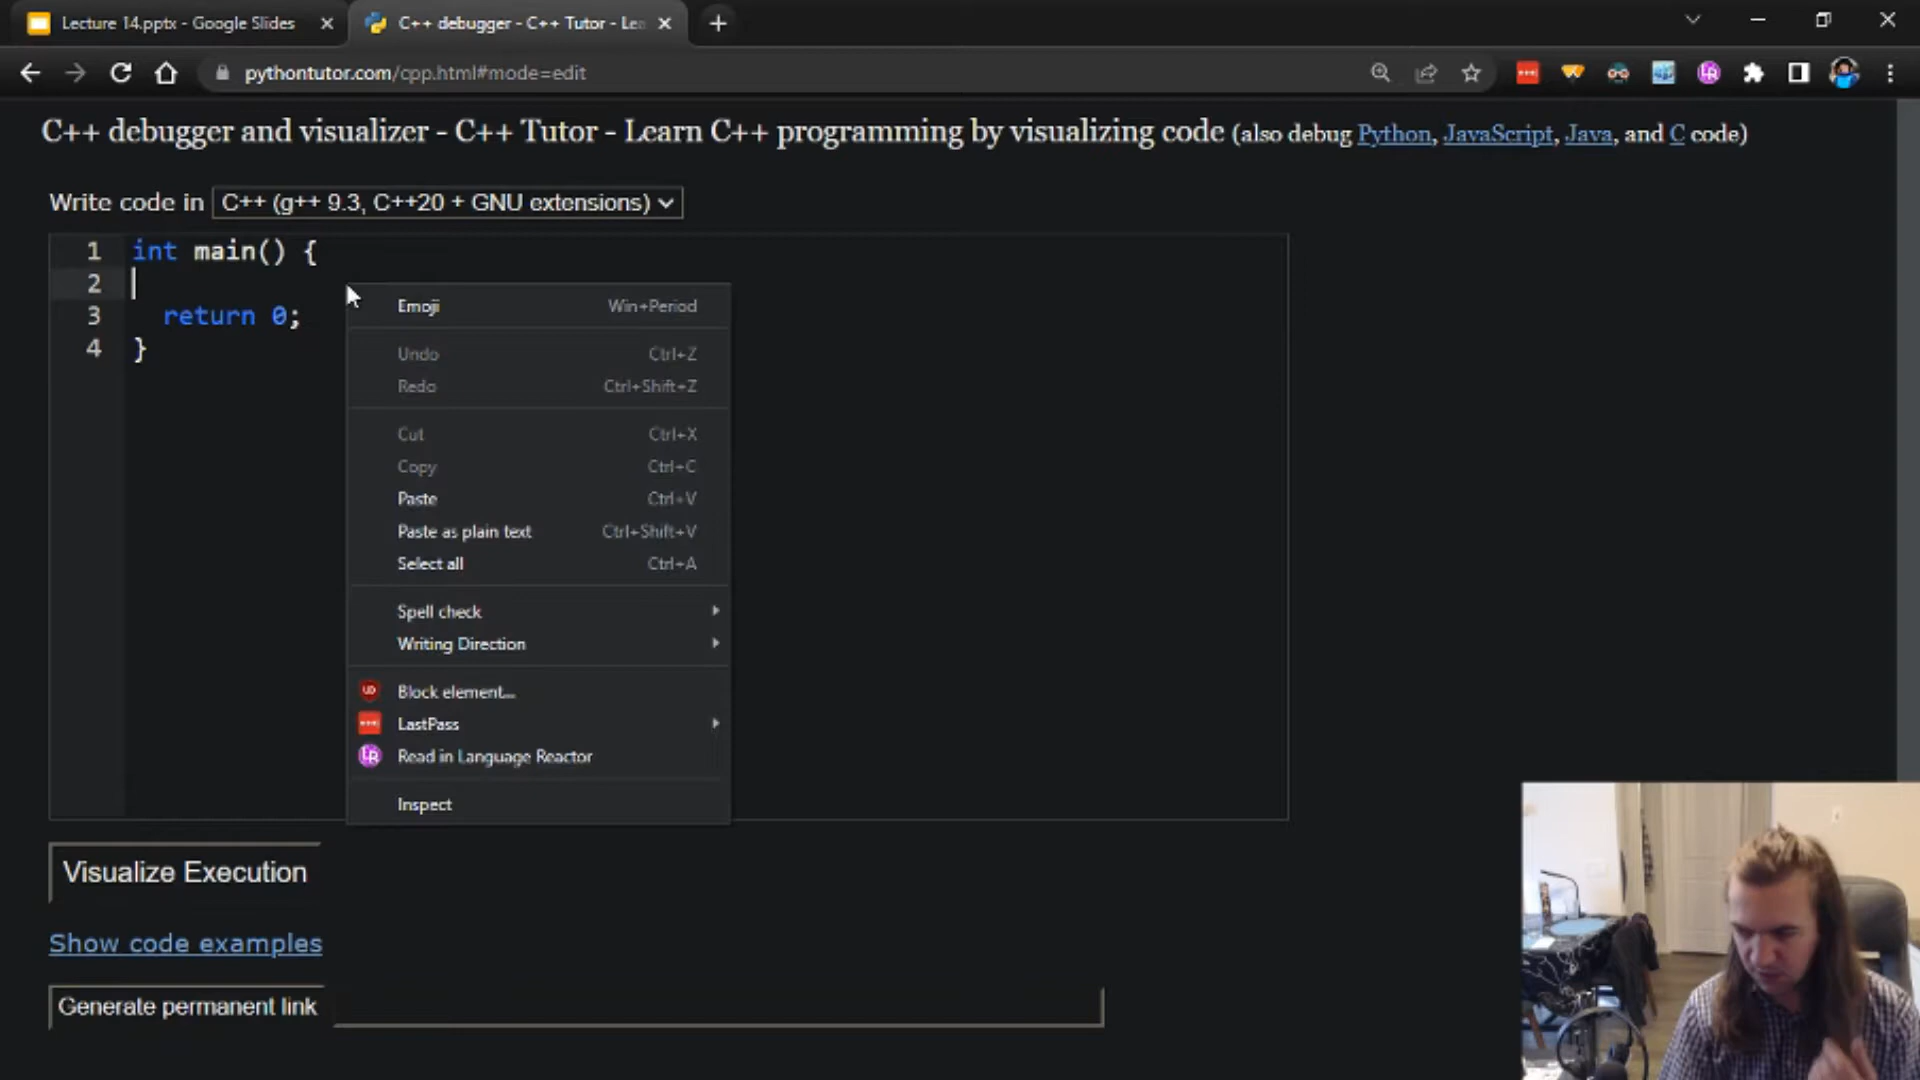 Lecture 14.pptx - Google Slides
C++ debugger - C++ Tutor - Le
pythontutor.com/cpp.html#mode=edit
C++ debugger and visualizer - C++ Tutor - Learn C++ programming by visualizing code (also debug Python, JavaScript, Java, and C code)
Write code in C++ (g++ 9.3, C++20 + GNU extensions)
1 int main() {
2
3 return 0;
4 }
Emoji Win+Period
Undo Ctrl+Z
Redo Ctrl+Shift+Z
Cut Ctrl+X
Copy Ctrl+C
Paste Ctrl+V
Paste as plain text Ctrl+Shift+V
Select all Ctrl+A
Spell check
Writing Direction
Block element...
LastPass
LR Read in Language Reactor
Inspect
Visualize Execution
Show code examples
Generate permanent link